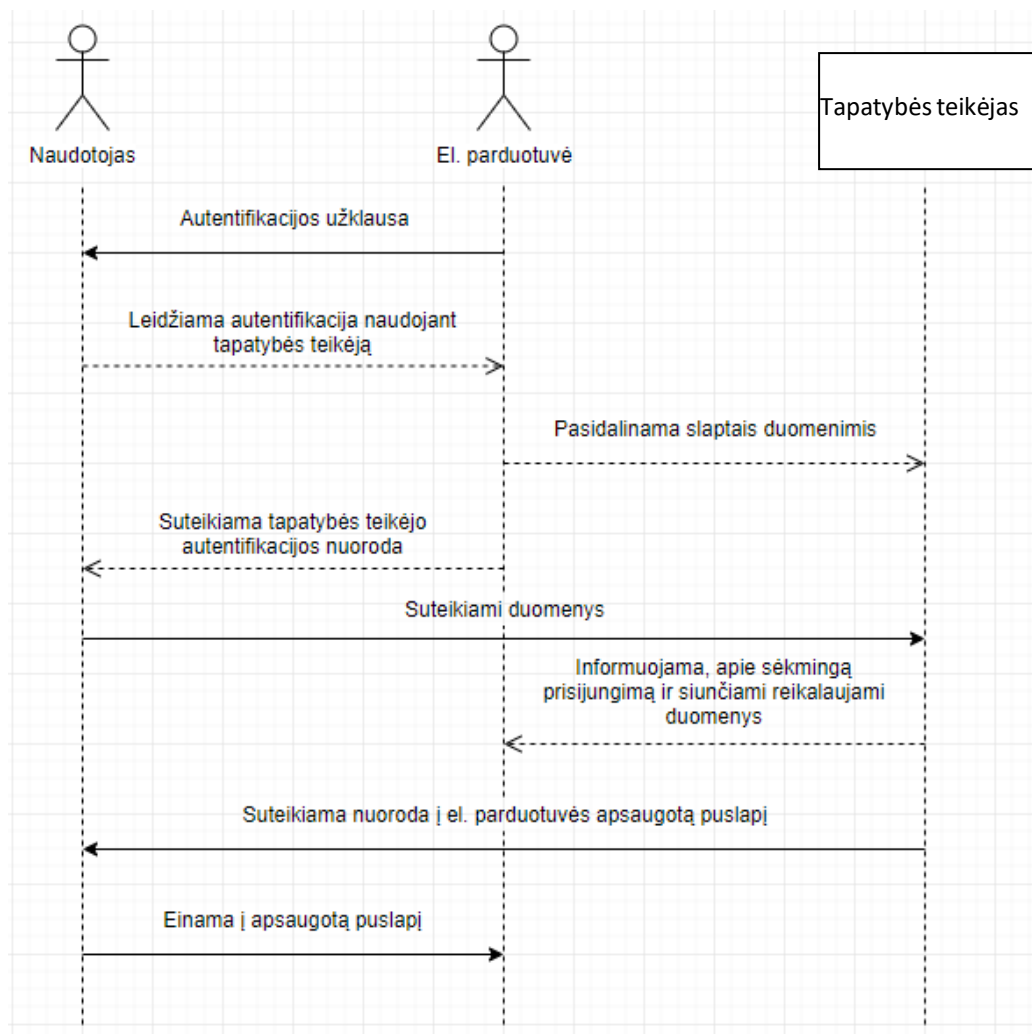 Naudotojas
El. parduotuvė
Tapatybės teikėjas
Autentifikacijos užklausa
Leidžiama autentifikacija naudojant
tapatybės teikėją
Pasidalinama slaptais duomenimis
Suteikiama tapatybės teikėjo
autentifikacijos nuoroda
Suteikiami duomenys
Informuojama, apie sėkmingą
prisijungimą ir siunčiami reikalaujami
duomenys
Suteikiama nuoroda į el. parduotuvės apsaugotą puslapį
Einama į apsaugotą puslapį